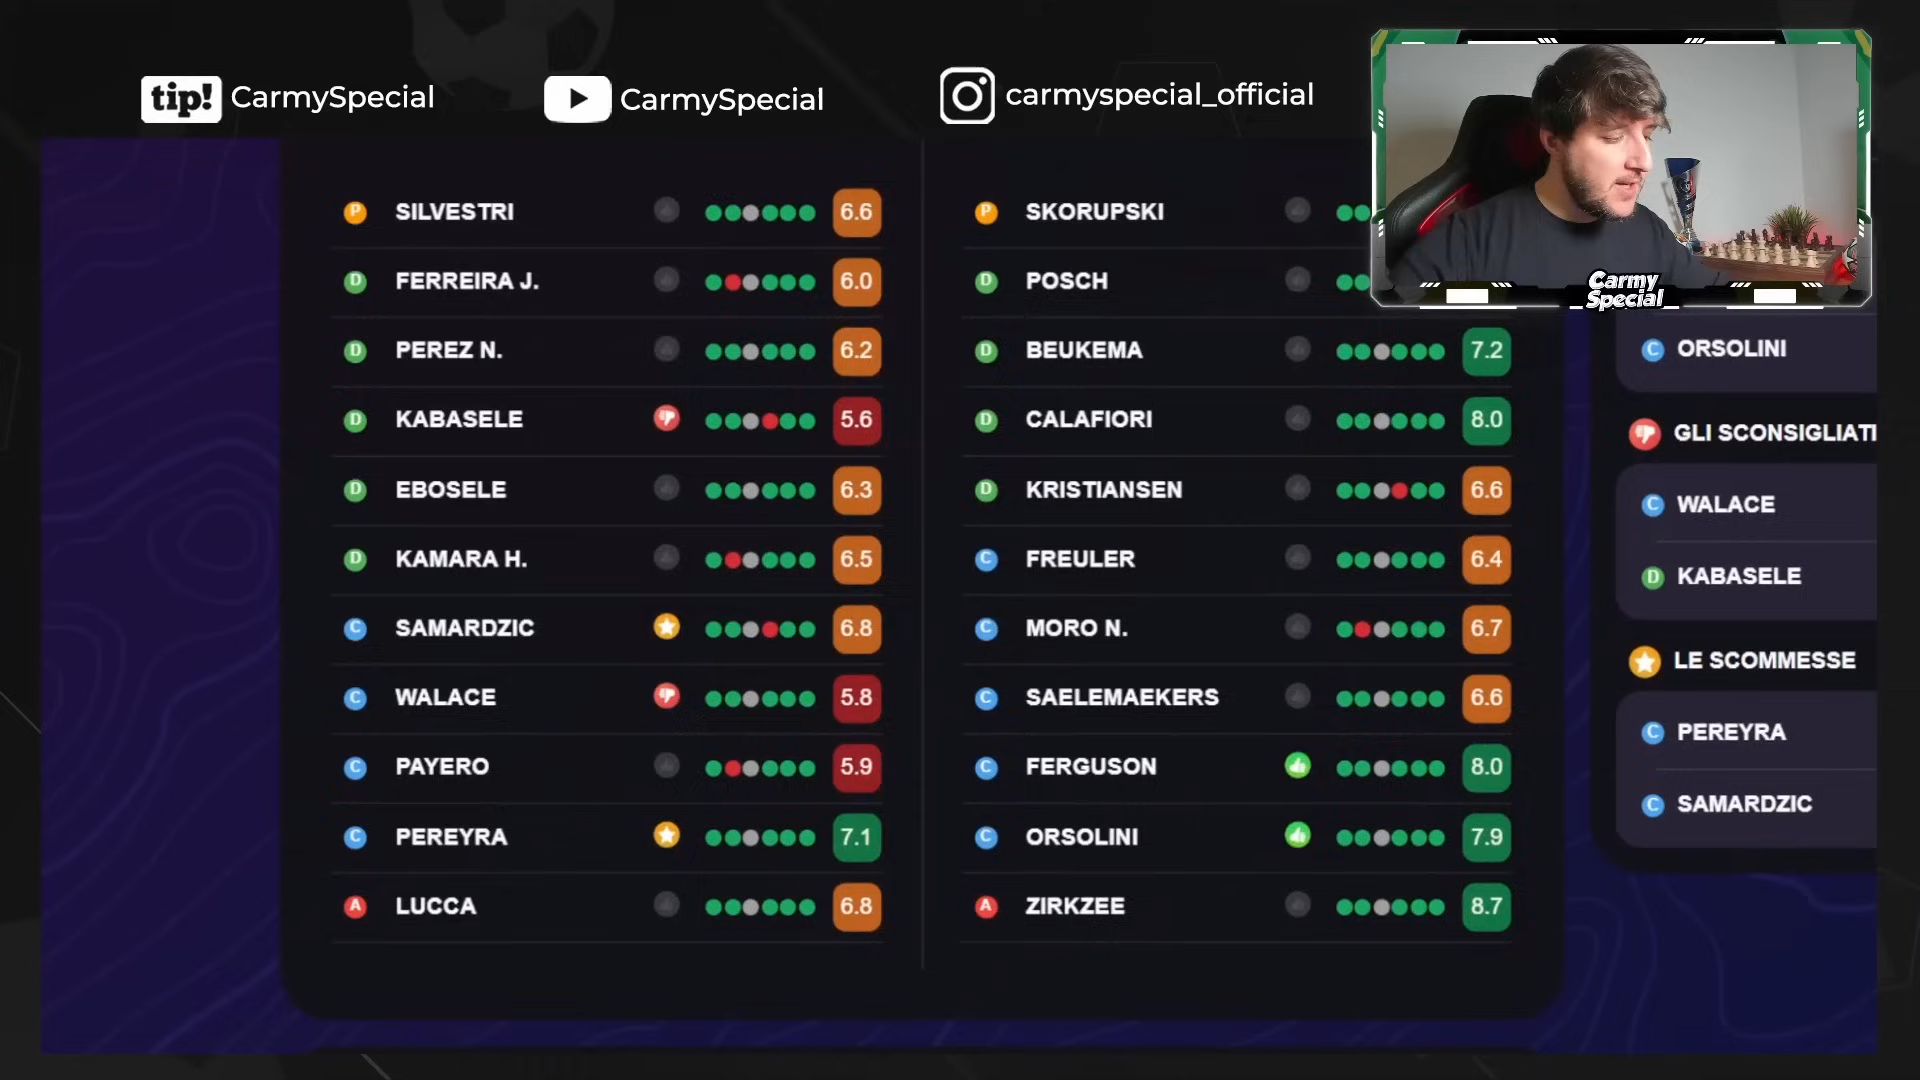 tip! CarmySpecial
CarmySpecial
carmyspecial_official
Carmy
Special
P SILVESTRI 6.6
D FERREIRA J. 6.0
D PEREZ N. 6.2
D KABASELE 5.6
D EBOSELE 6.3
D KAMARA H. 6.5
C SAMARDZIC 6.8
C WALACE 5.8
C PAYERO 5.9
C PEREYRA 7.1
A LUCCA 6.8
P SKORUPSKI
D POSCH
D BEUKEMA 7.2
D CALAFIORI 8.0
D KRISTIANSEN 6.6
C FREULER 6.4
C MORO N. 6.7
C SAELEMAEKERS 6.6
C FERGUSON 8.0
C ORSOLINI 7.9
A ZIRKZEE 8.7
C ORSOLINI
GLI SCONSIGLIATI
C WALACE
D KABASELE
LE SCOMMESSE
C PEREYRA
C SAMARDZIC